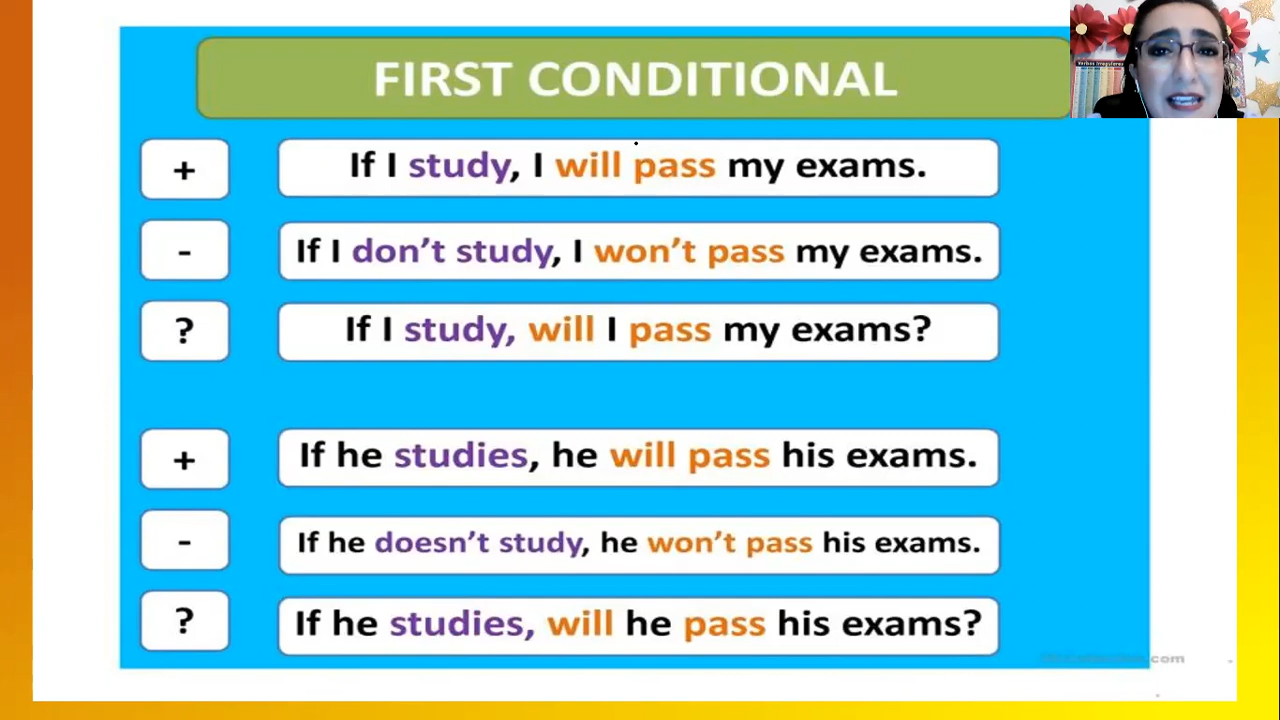 FIRST CONDITIONAL
Verbos Irregulares
+ If I study, I will pass my exams.
- If I don’t study, I won’t pass my exams.
? If I study, will I pass my exams?
+ If he studies, he will pass his exams.
- If he doesn’t study, he won’t pass his exams.
? If he studies, will he pass his exams?